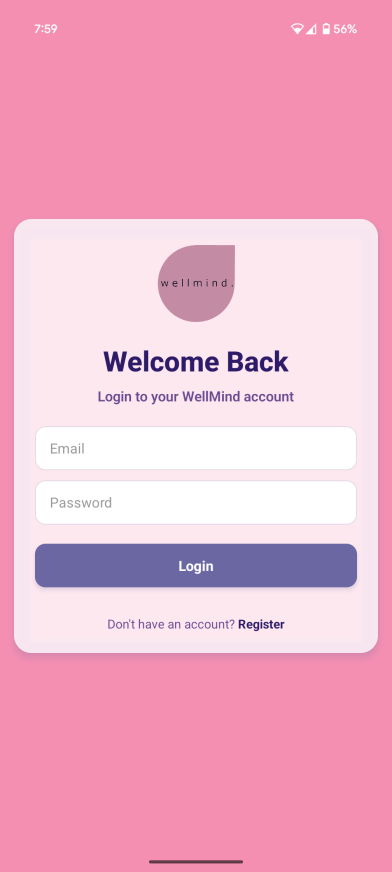 7:59
56%
wellmind.
Welcome Back
Login to your WellMind account
Email
Password
Login
Don't have an account? Register